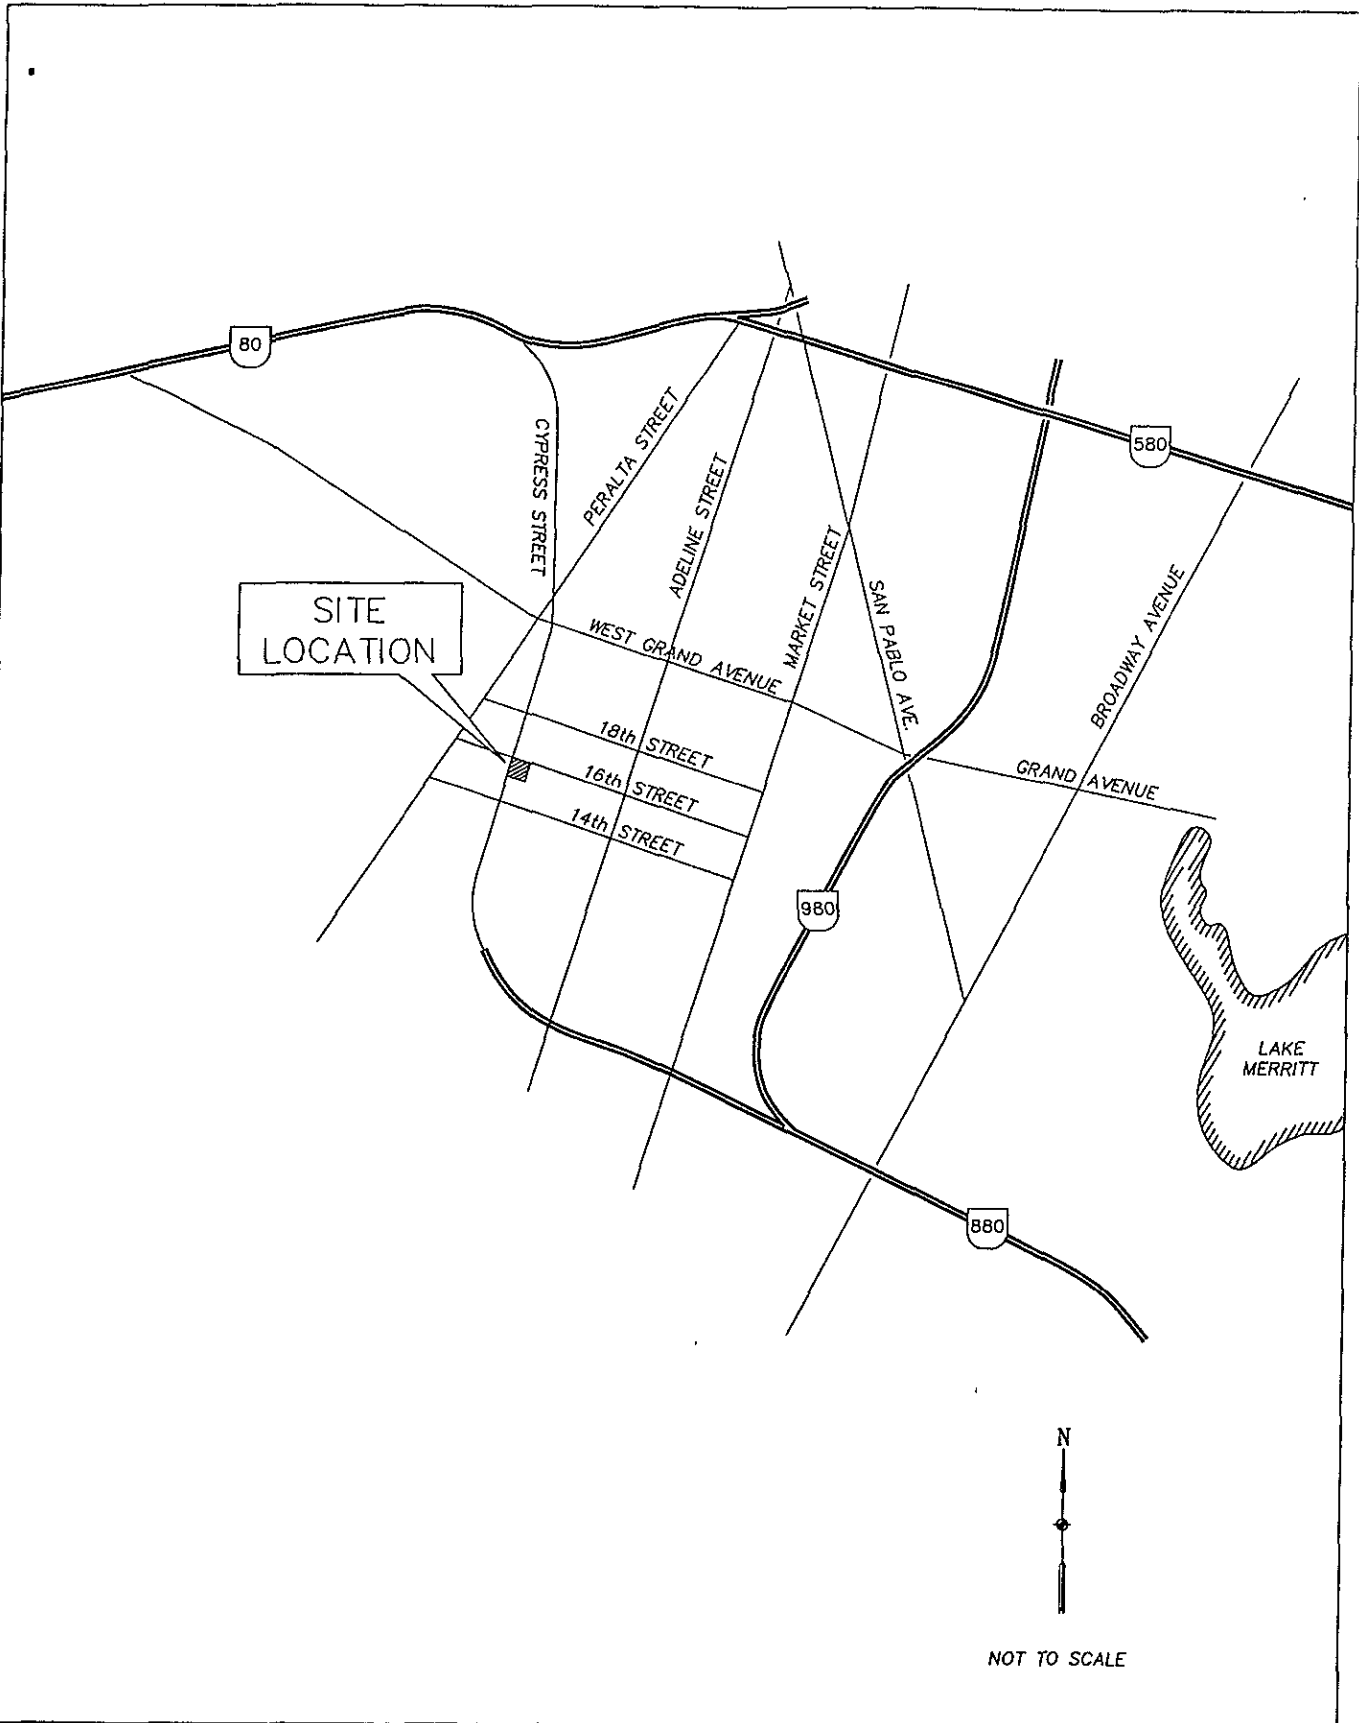 80
580
CYPRESS STREET
PERALTA STREET
ADELINE STREET
MARKET STREET
SAN PABLO AVE.
BROADWAY AVENUE
SITE
LOCATION
WEST GRAND AVENUE
GRAND AVENUE
18th STREET
16th STREET
14th STREET
980
LAKE
MERRITT
880
N
NOT TO SCALE